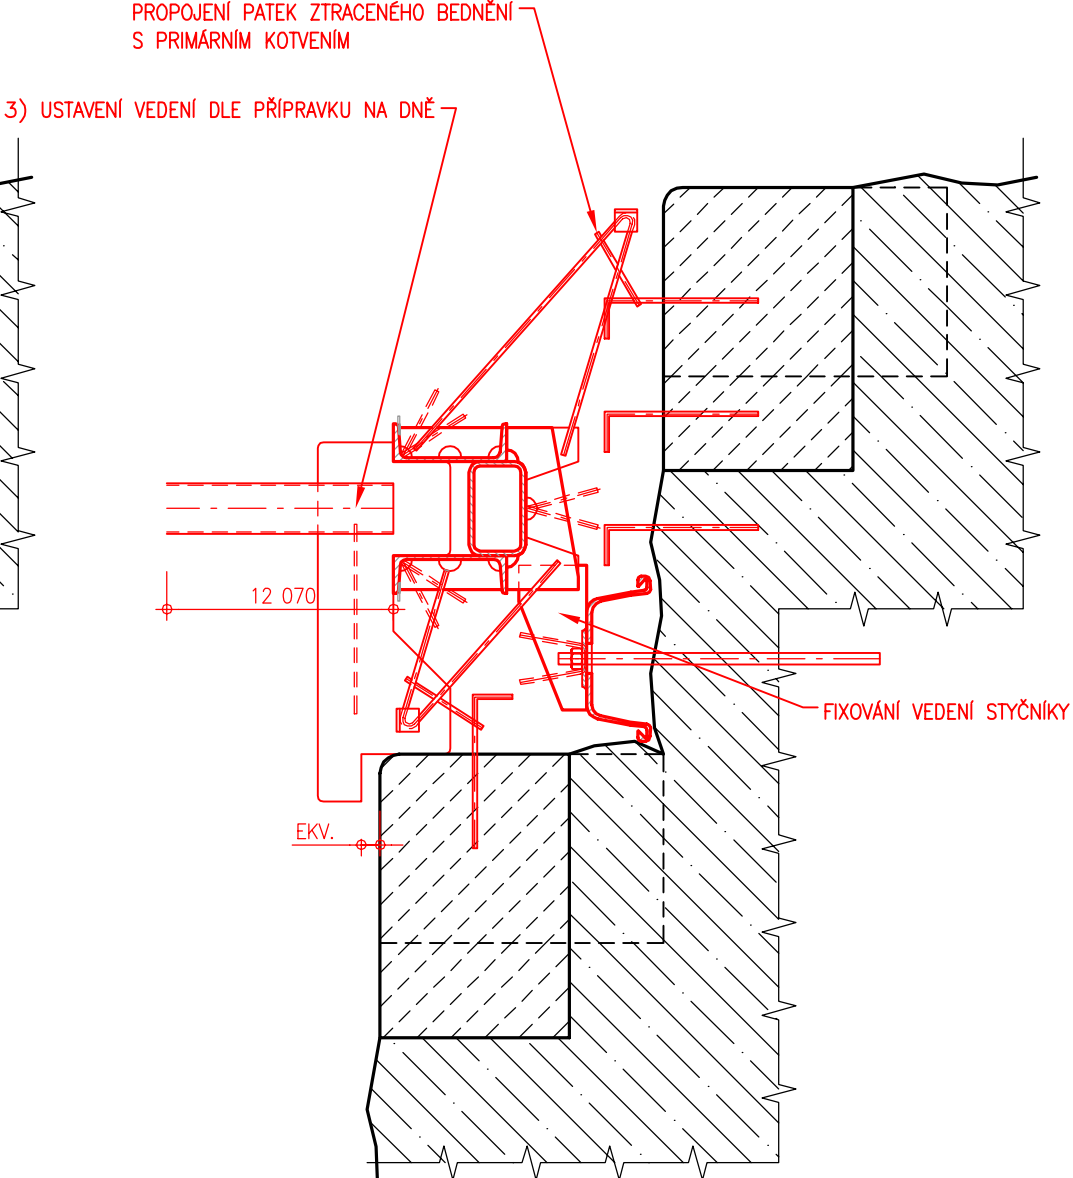 PROPOJENÍ PATEK ZTRACENÉHO BEDNĚNÍ
S PRIMÁRNÍM KOTVENÍM
3) USTAVENÍ VEDENÍ DLE PŘÍPRAVKU NA DNĚ
12 070
FIXOVÁNÍ VEDENÍ STYČNÍKY
EKV.